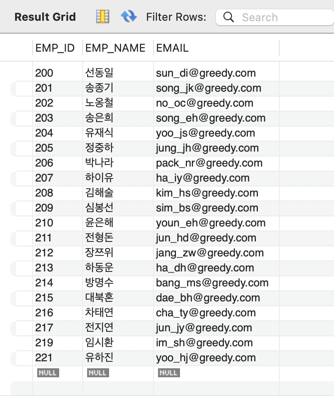 Result Grid Filter Rows: Search
EMP_ID EMP_NAME EMAIL
200 선동일 sun_di@greedy.com
201 송종기 song_jk@greedy.com
202 노옹철 no_oc@greedy.com
203 송은희 song_eh@greedy.com
204 유재식 yoo_js@greedy.com
205 정중하 jung_jh@greedy.com
206 박나라 pack_nr@greedy.com
207 하이유 ha_iy@greedy.com
208 김해술 kim_hs@greedy.com
209 심봉선 sim_bs@greedy.com
210 윤은해 youn_eh@greedy.com
211 전형돈 jun_hd@greedy.com
212 장쯔위 jang_zw@greedy.com
213 하동운 ha_dh@greedy.com
214 방명수 bang_ms@greedy.com
215 대북혼 dae_bh@greedy.com
216 차태연 cha_ty@greedy.com
217 전지연 jun_jy@greedy.com
219 임시환 im_sh@greedy.com
221 유하진 yoo_hj@greedy.com
NULL NULL NULL